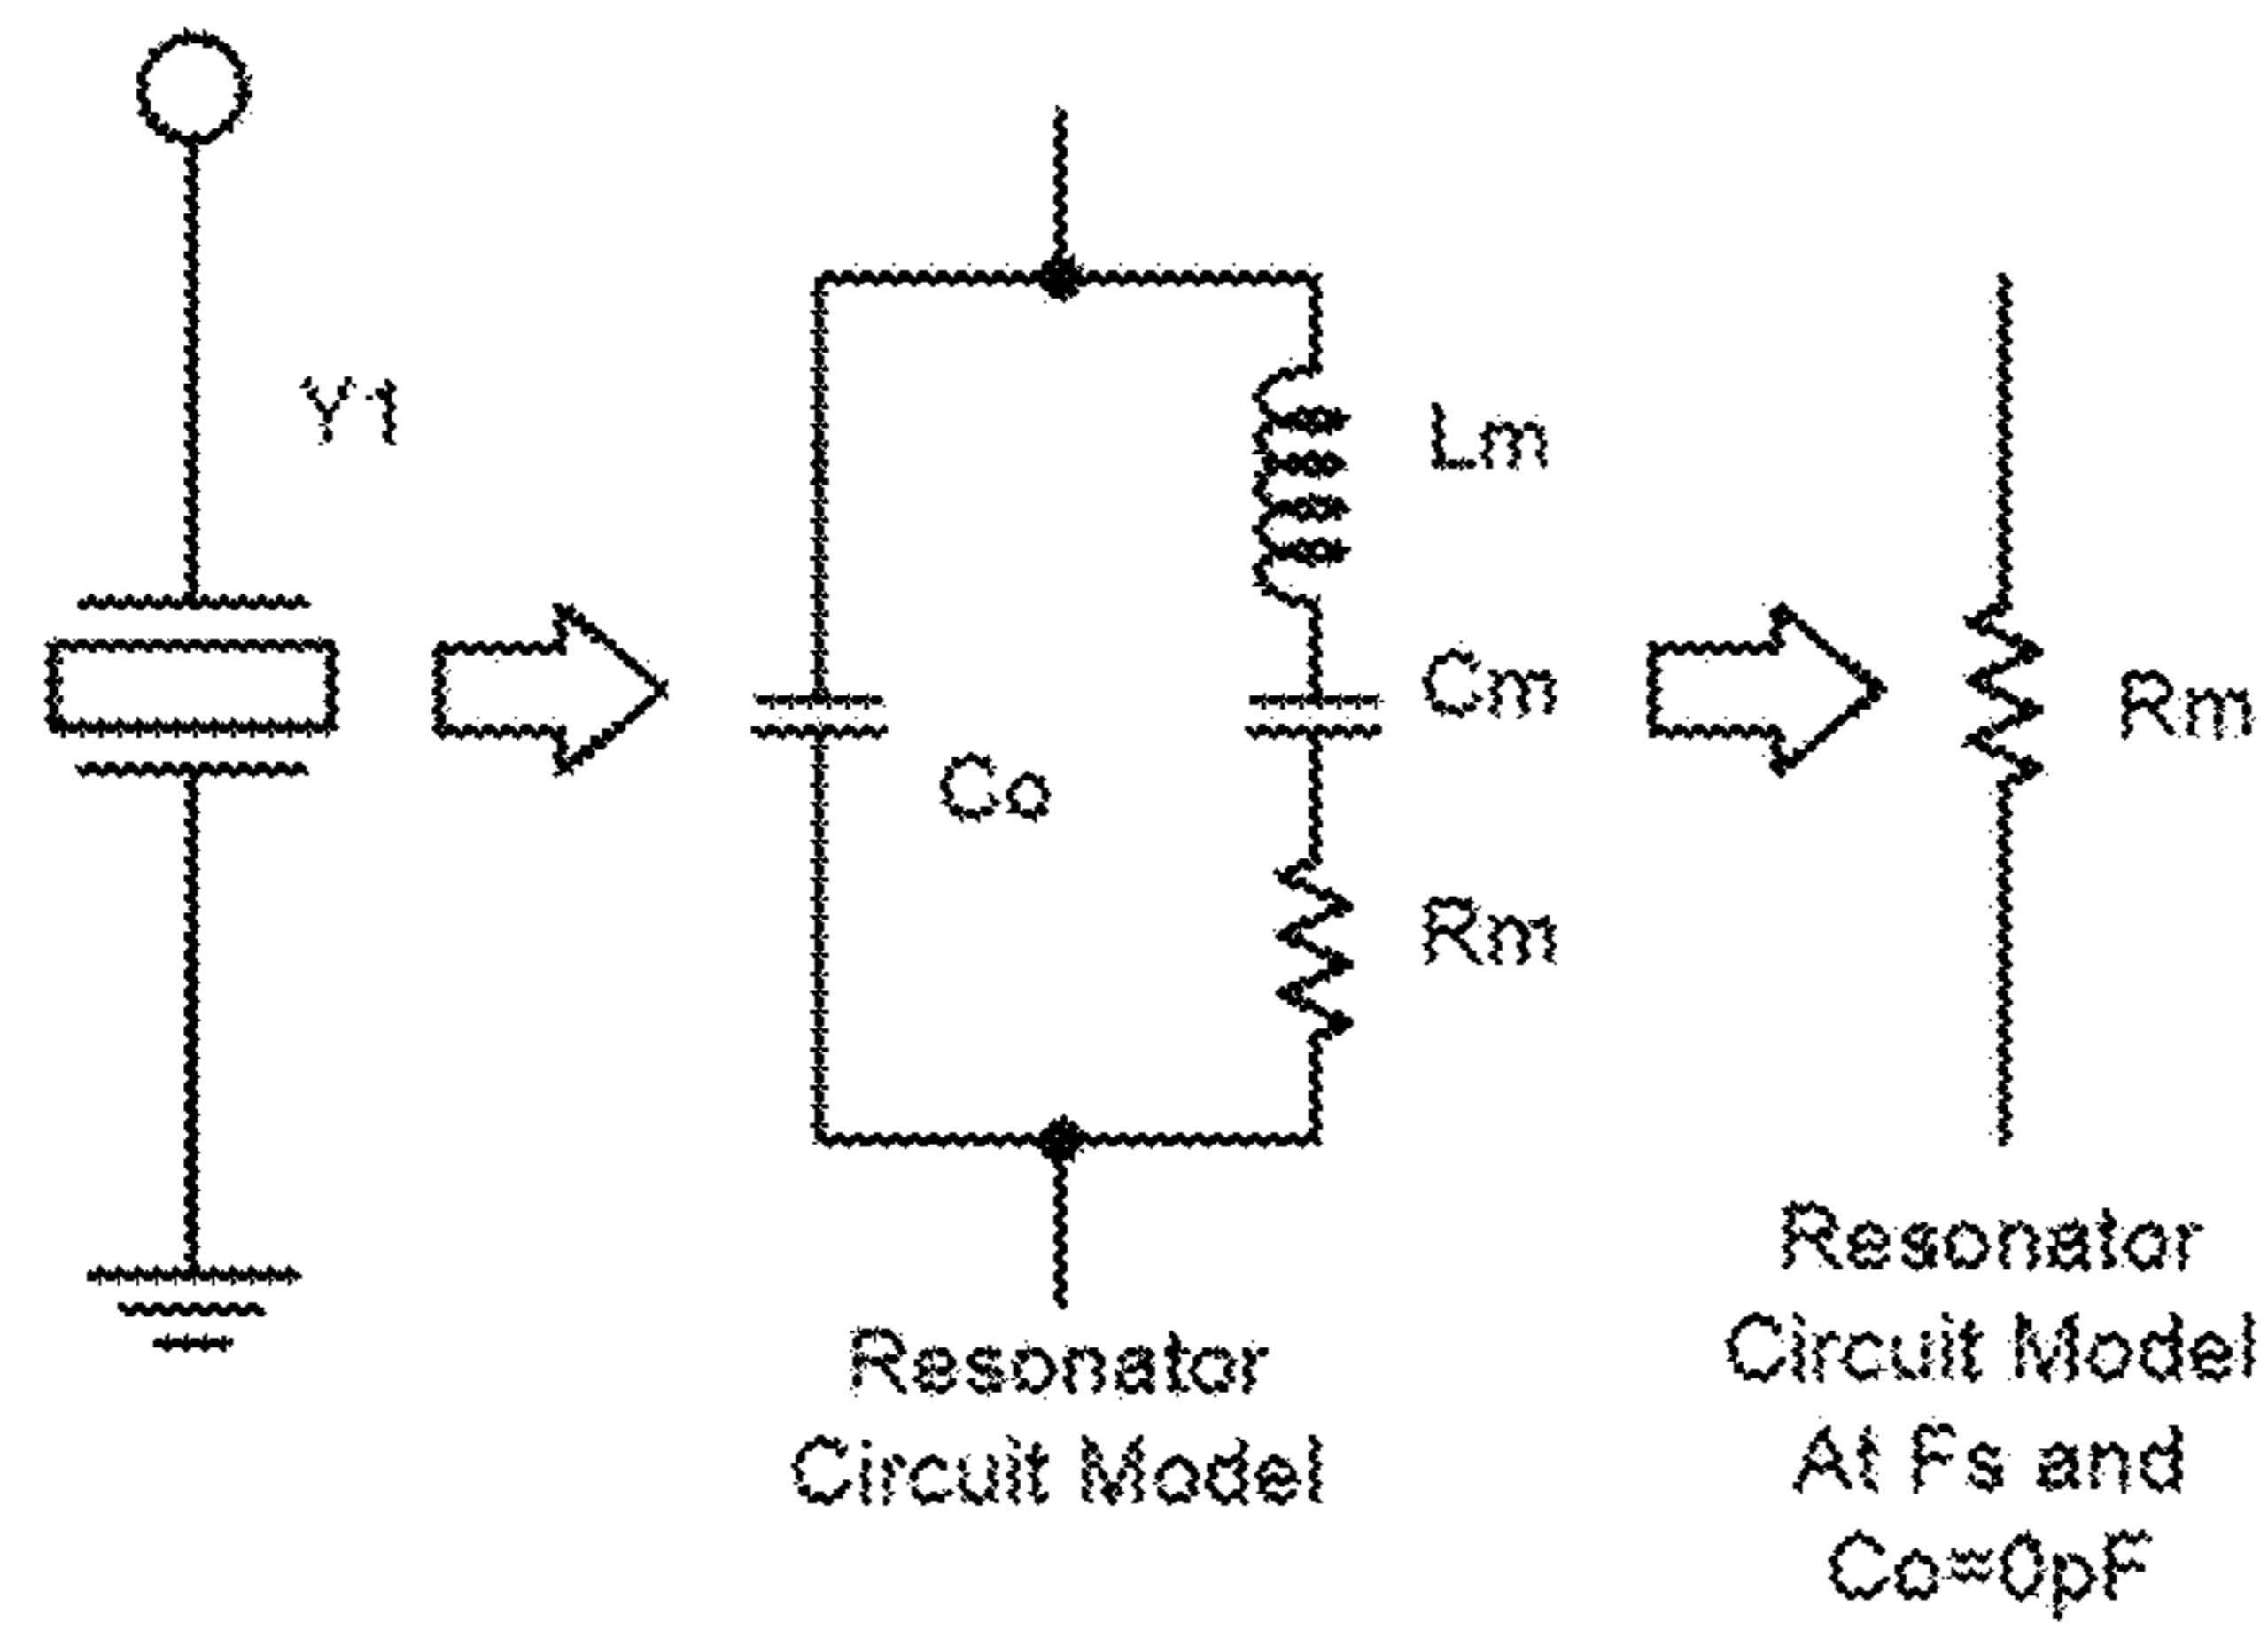 Y1
Lm
Cm
Co
Rm
Rm
Resonator
Circuit Model
Resonator
Circuit Model
At Fs and
Co=0pF